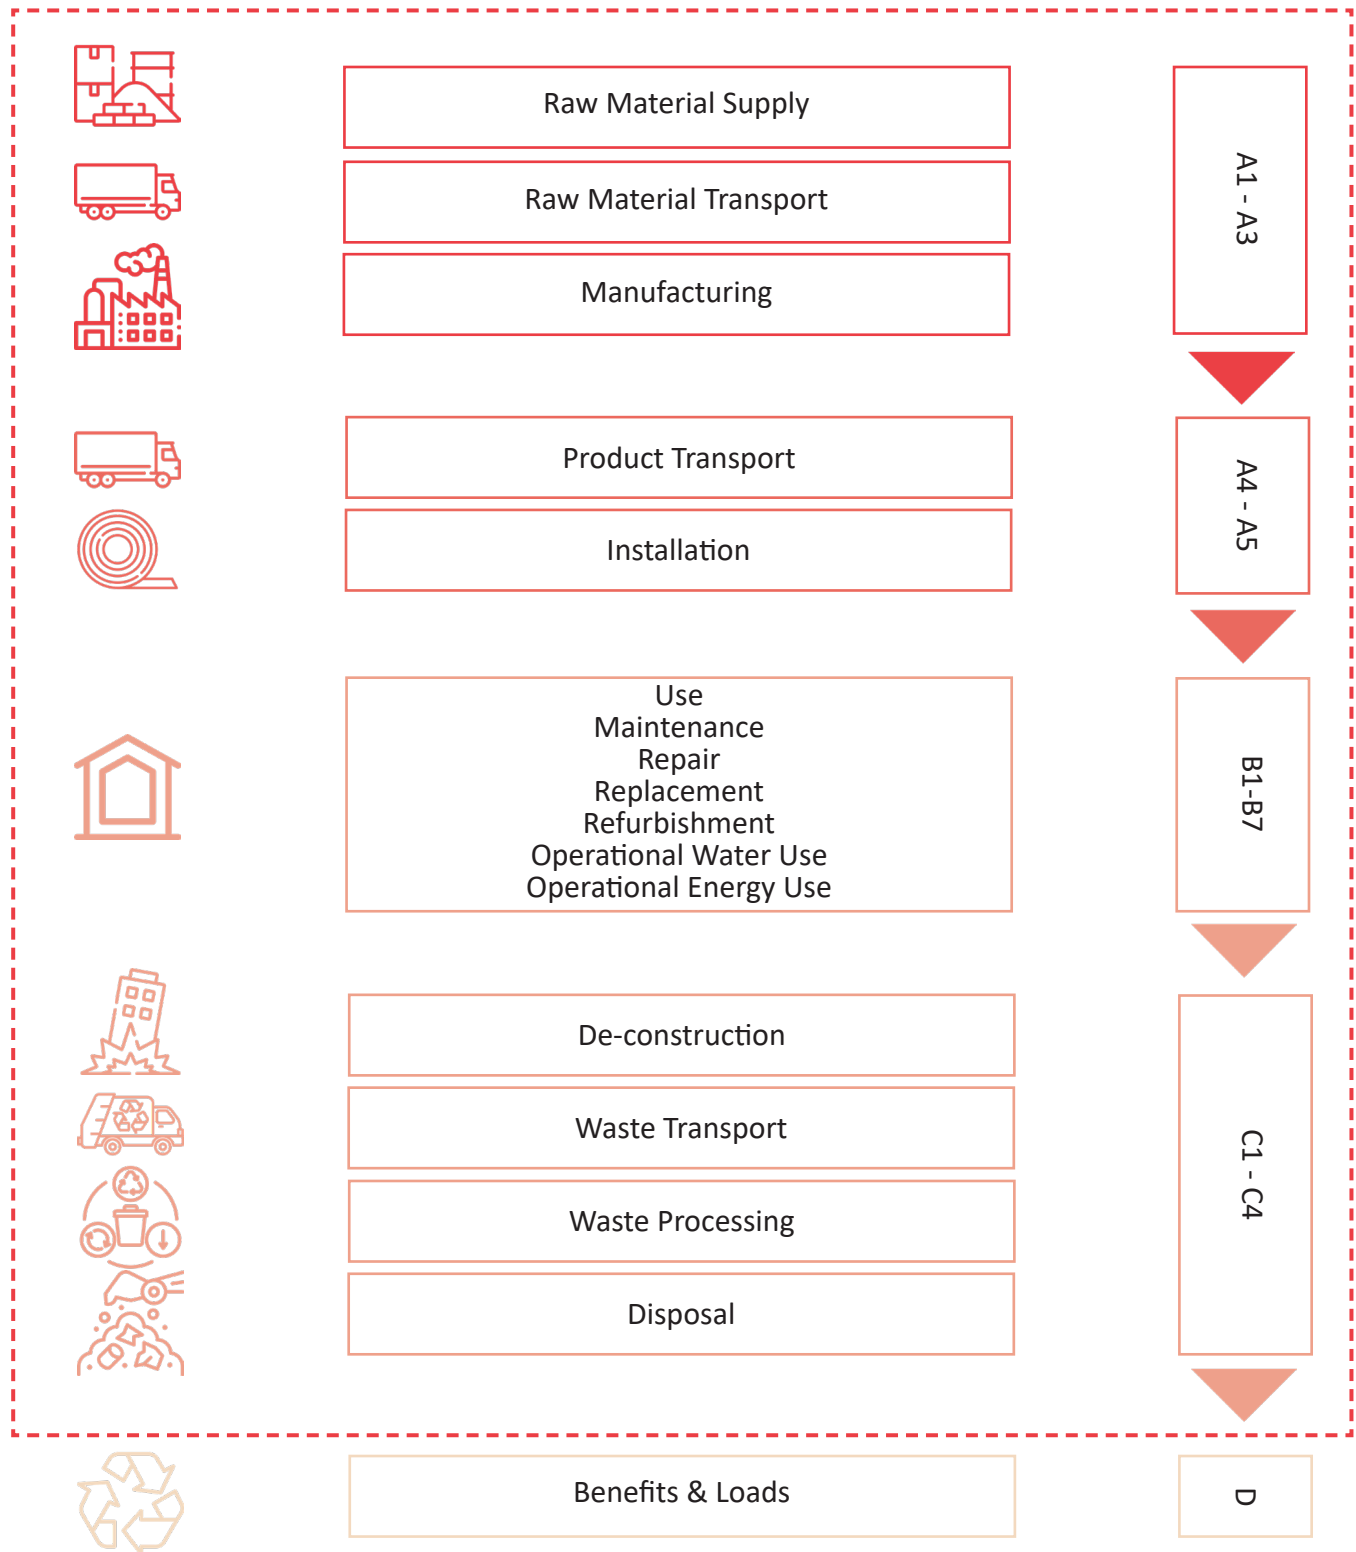 Raw Material Supply
Raw Material Transport
Manufacturing
A1 - A3
Product Transport
Installation
A4 - A5
Use
Maintenance
Repair
Replacement
Refurbishment
Operational Water Use
Operational Energy Use
B1-B7
De-construction
Waste Transport
Waste Processing
Disposal
C1 - C4
Benefits & Loads
D